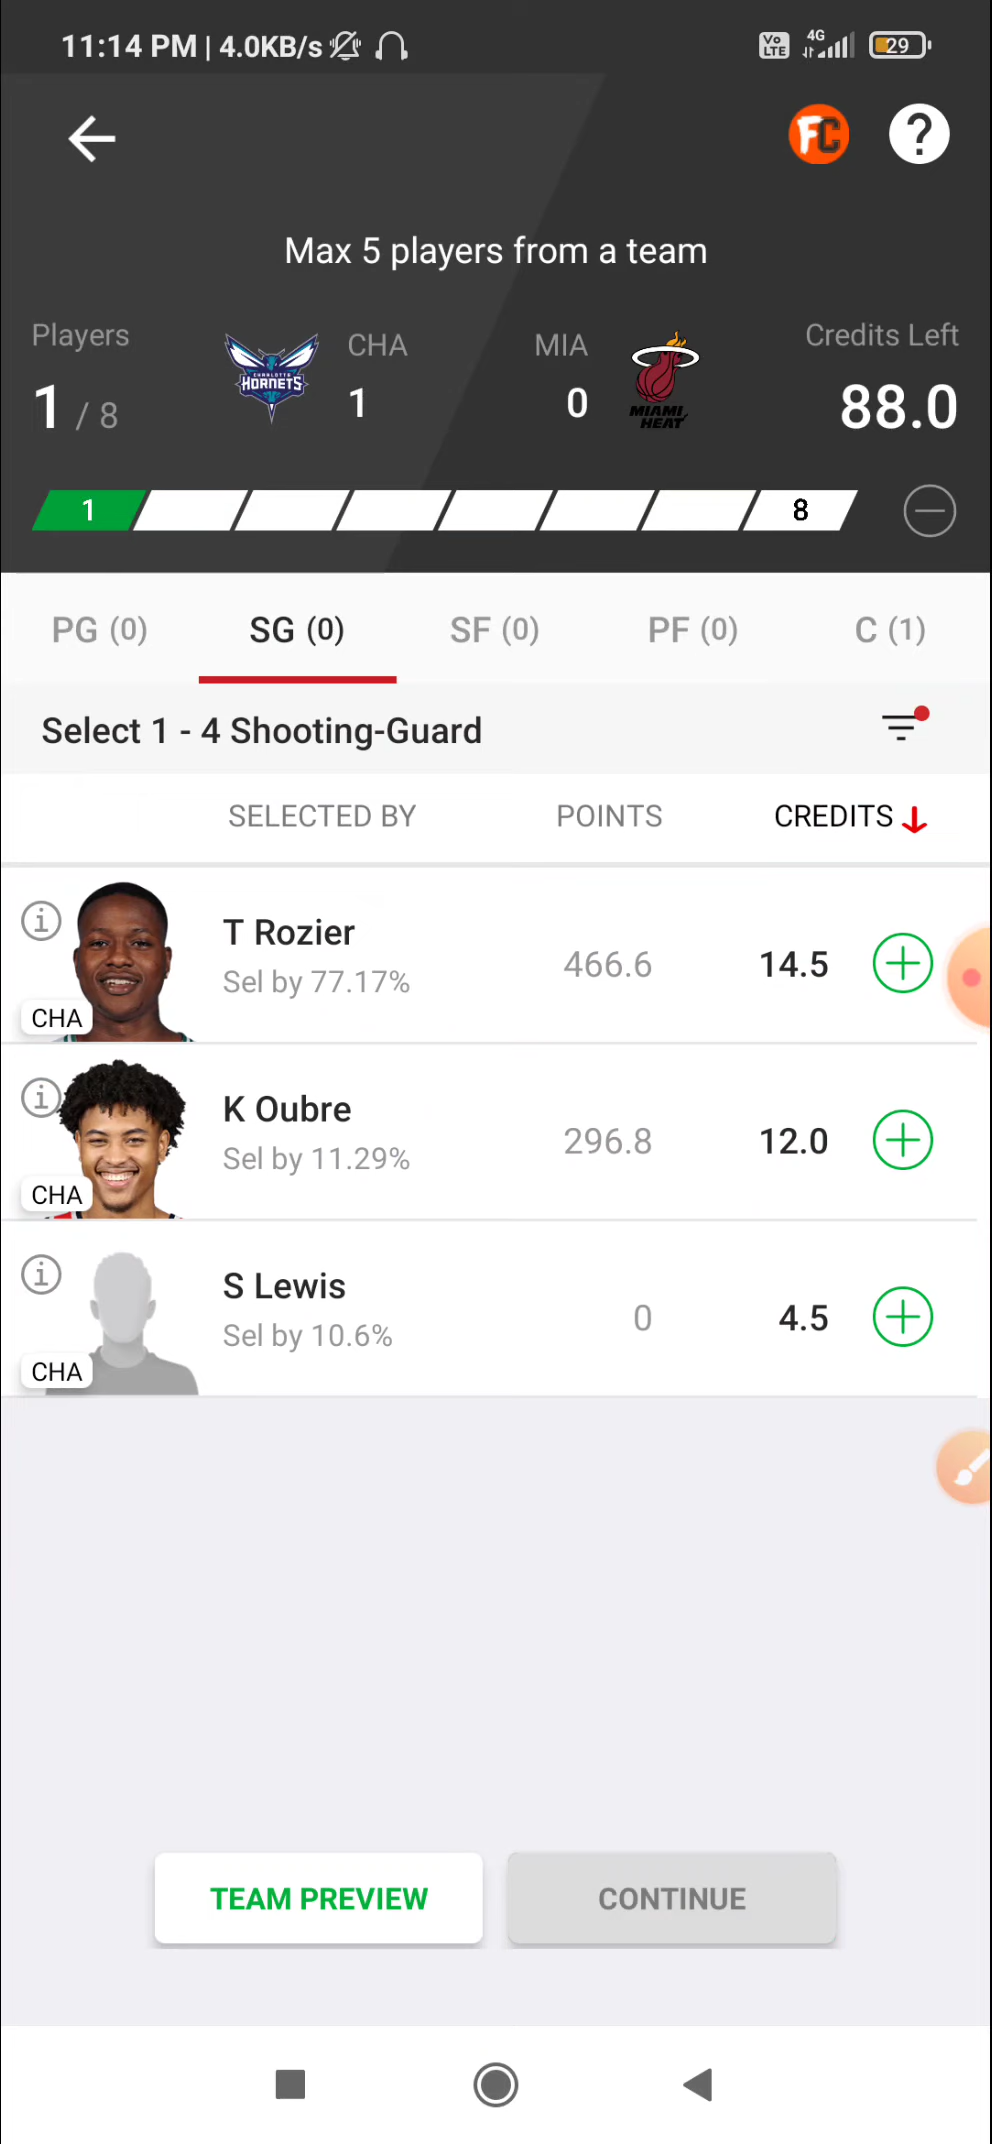 11:14 PM | 4.0KB/s Vo LTE 4G 29
FC ?
Max 5 players from a team
Players CHA MIA Credits Left
CHARLOTTE HORNETS
MIAMI HEAT
1 / 8 1 0 88.0
1 8
PG (0) SG (0) SF (0) PF (0) C (1)
Select 1 - 4 Shooting-Guard
SELECTED BY POINTS CREDITS
T Rozier
Sel by 77.17% 466.6 14.5
CHA
K Oubre
Sel by 11.29% 296.8 12.0
CHA
S Lewis
Sel by 10.6% 0 4.5
CHA
TEAM PREVIEW CONTINUE